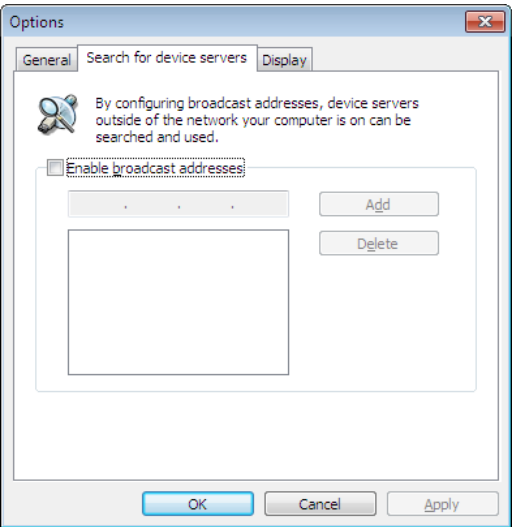 Options
General Search for device servers Display
By configuring broadcast addresses, device servers
outside of the network your computer is on can be
searched and used.
Enable broadcast addresses
. . . Add
Delete
OK Cancel Apply